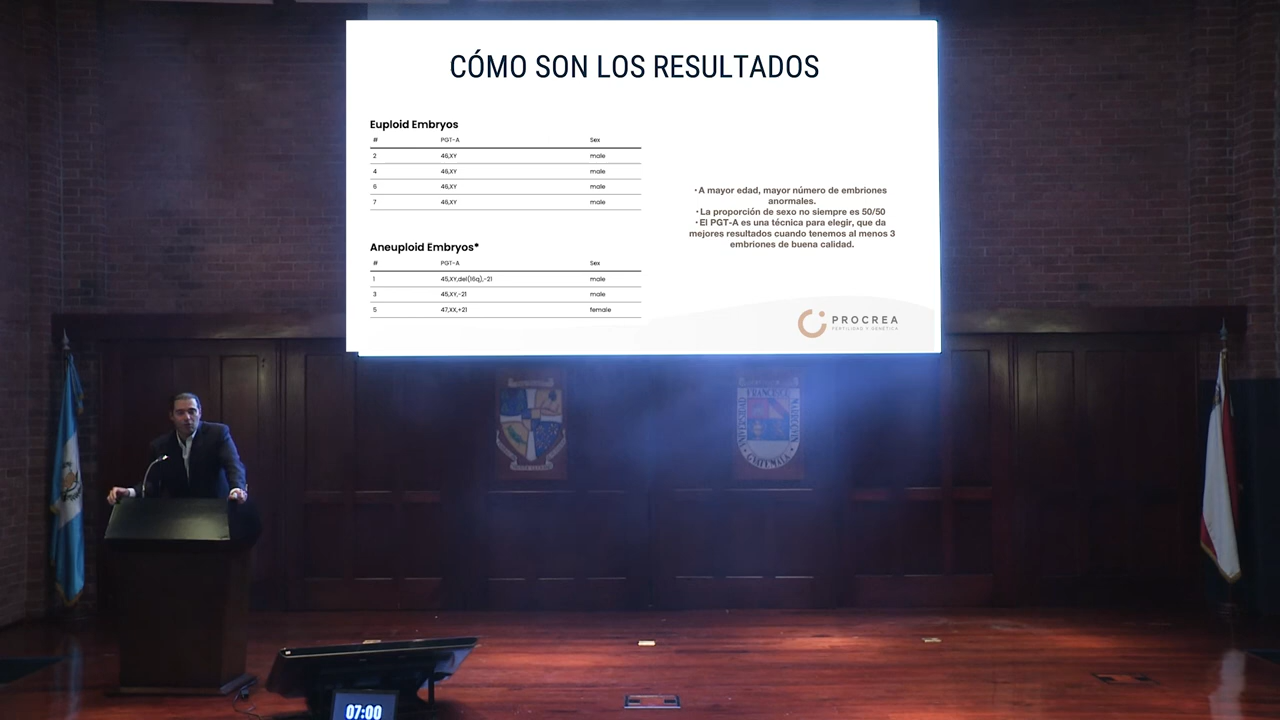 CÓMO SON LOS RESULTADOS
Euploid Embryos
# PGT-A Sex
2 46,XY male
4 46,XY male
6 46,XY male
7 46,XY male
Aneuploid Embryos*
# PGT-A Sex
1 45,XY,del(16q),-21 male
3 45,XY,-21 male
5 47,XX,+21 female
• A mayor edad, mayor número de embriones
anormales.
• La proporción de sexo no siempre es 50/50
• El PGT-A es una técnica para elegir, que da
mejores resultados cuando tenemos al menos 3
embriones de buena calidad.
PROCREA
FERTILIDAD Y GENÉTICA
UNIVERSIDAD
FRANCISCO
MARROQUÍN
GUATEMALA
07:00